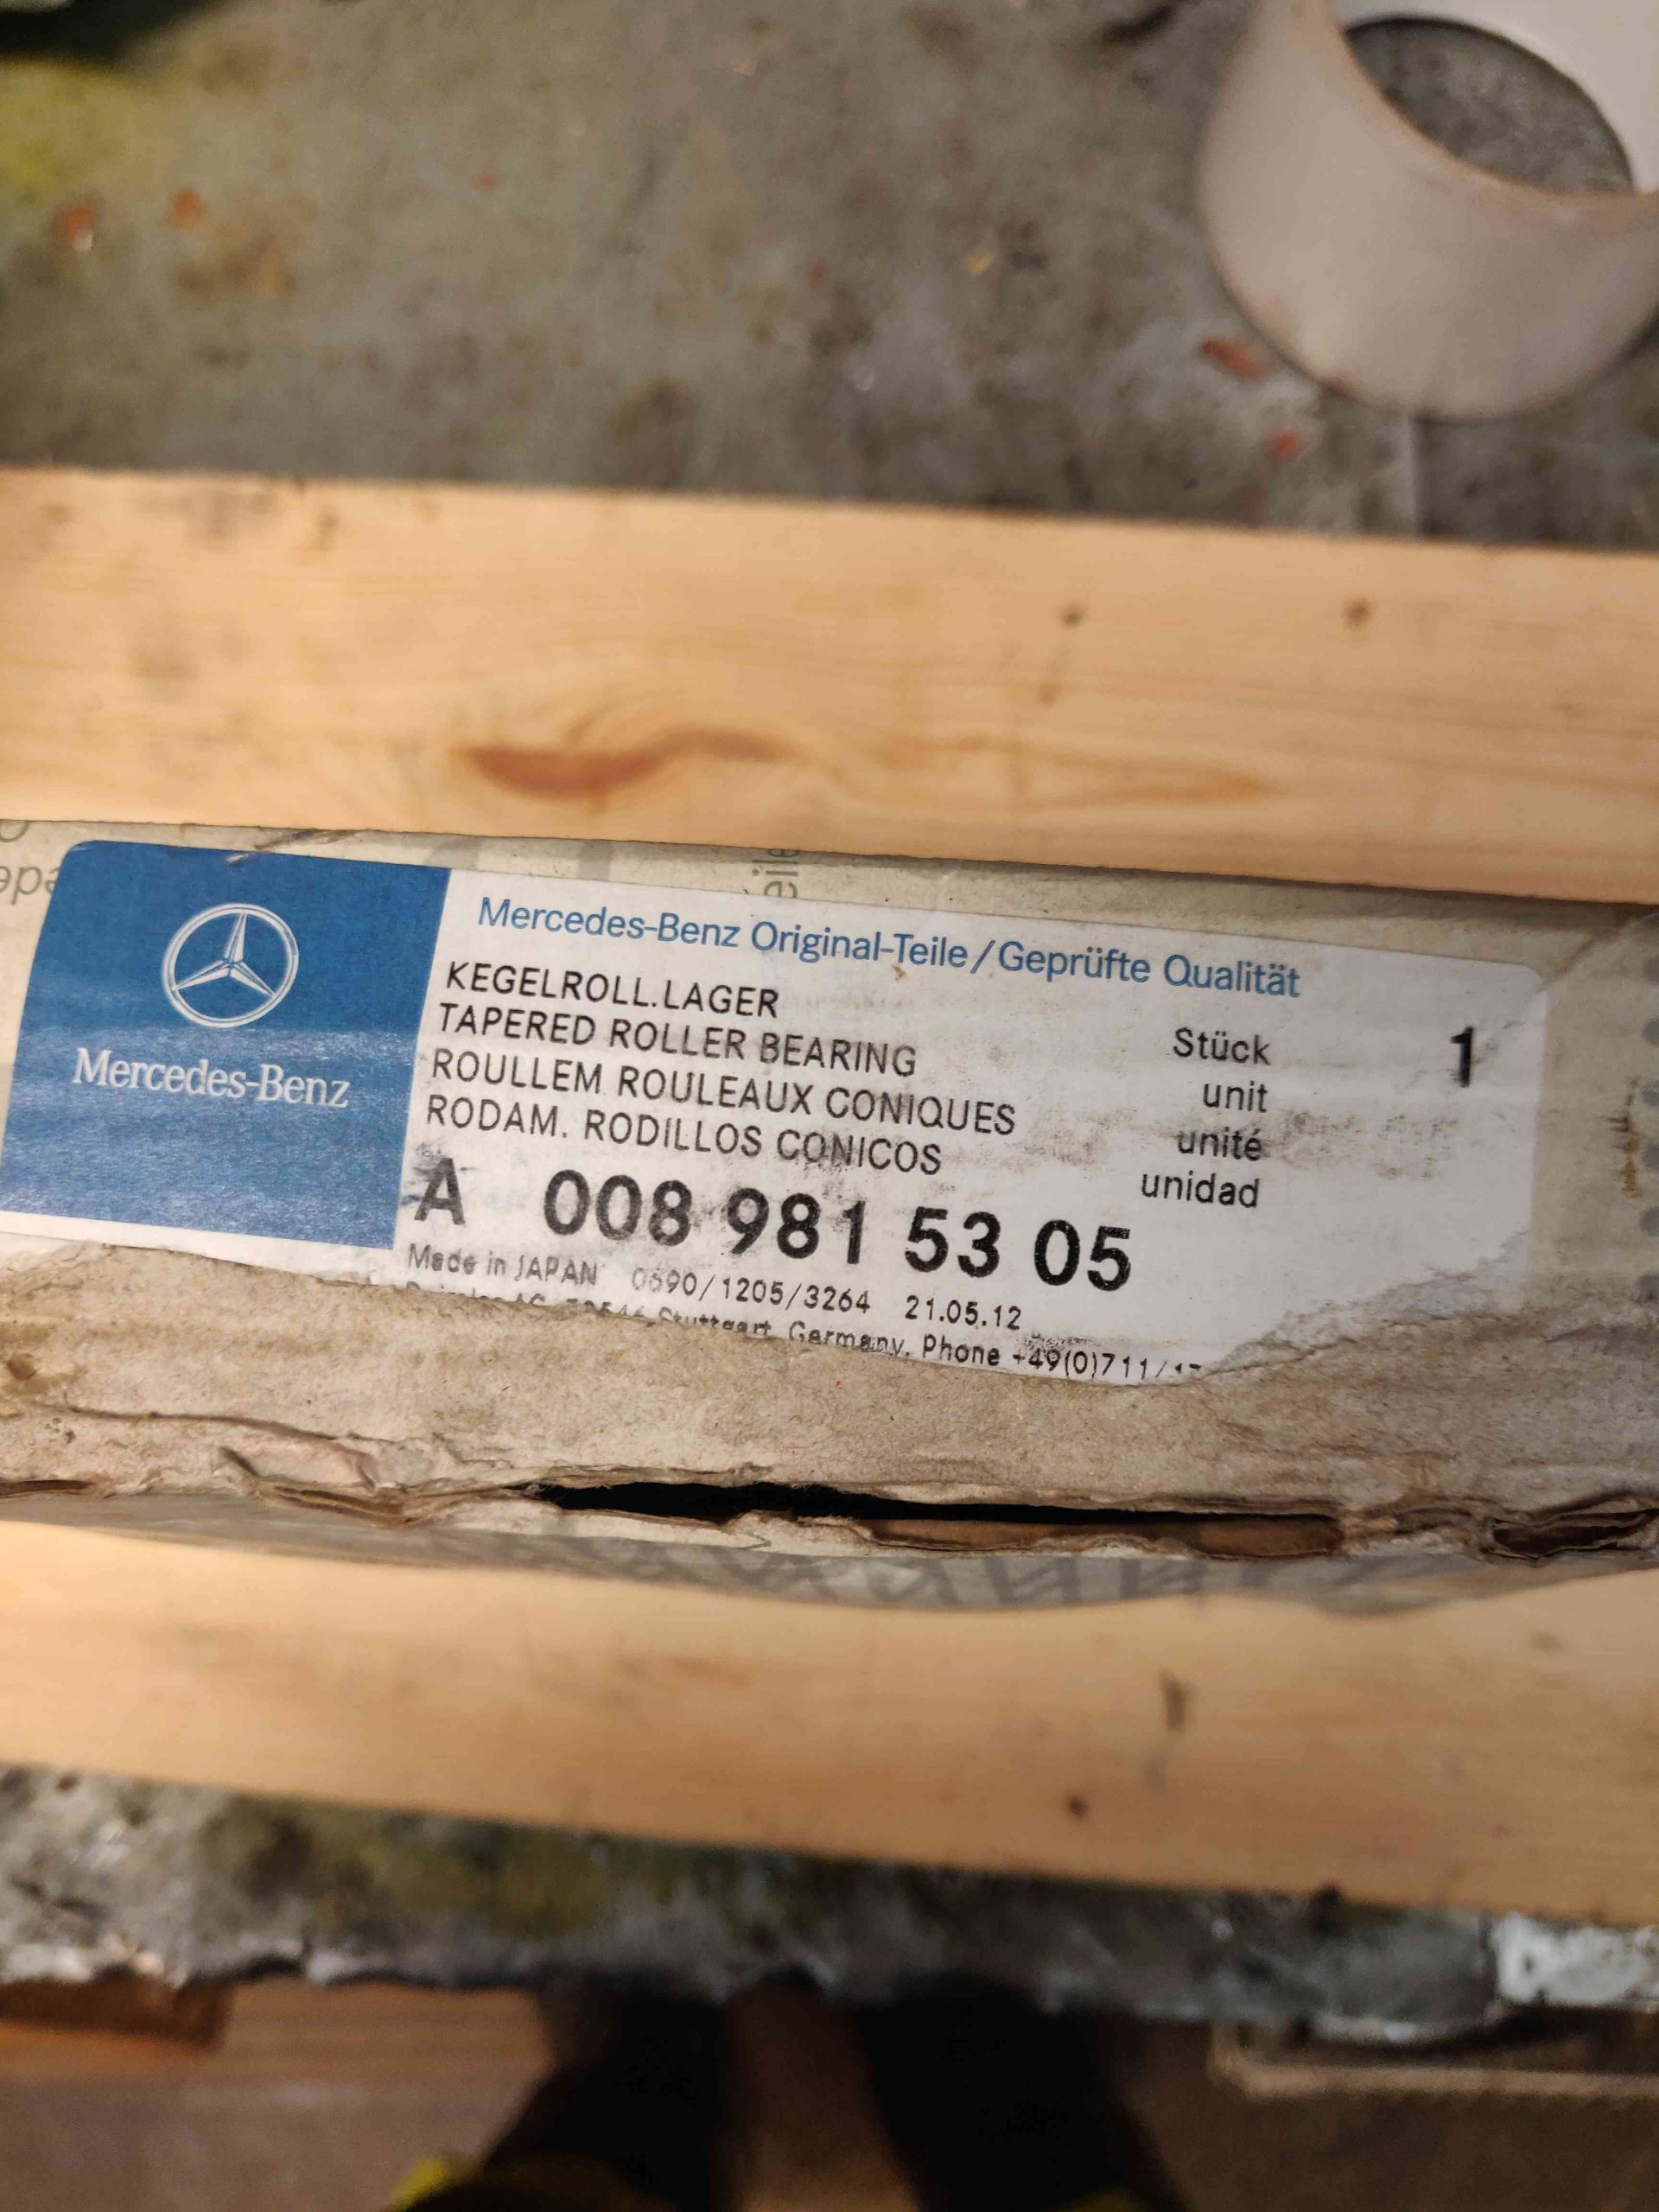 Mercedes-Benz
Mercedes-Benz Original-Teile / Geprüfte Qualität
KEGELROLL.LAGER
TAPERED ROLLER BEARING
ROULLEM ROULEAUX CONIQUES
RODAM. RODILLOS CONICOS
Stück 1
unit
unité
unidad
A 008 981 53 05
Made in JAPAN 0690/1205/3264 21.05.12
Stuttgart, Germany, Phone +49(0)711/17